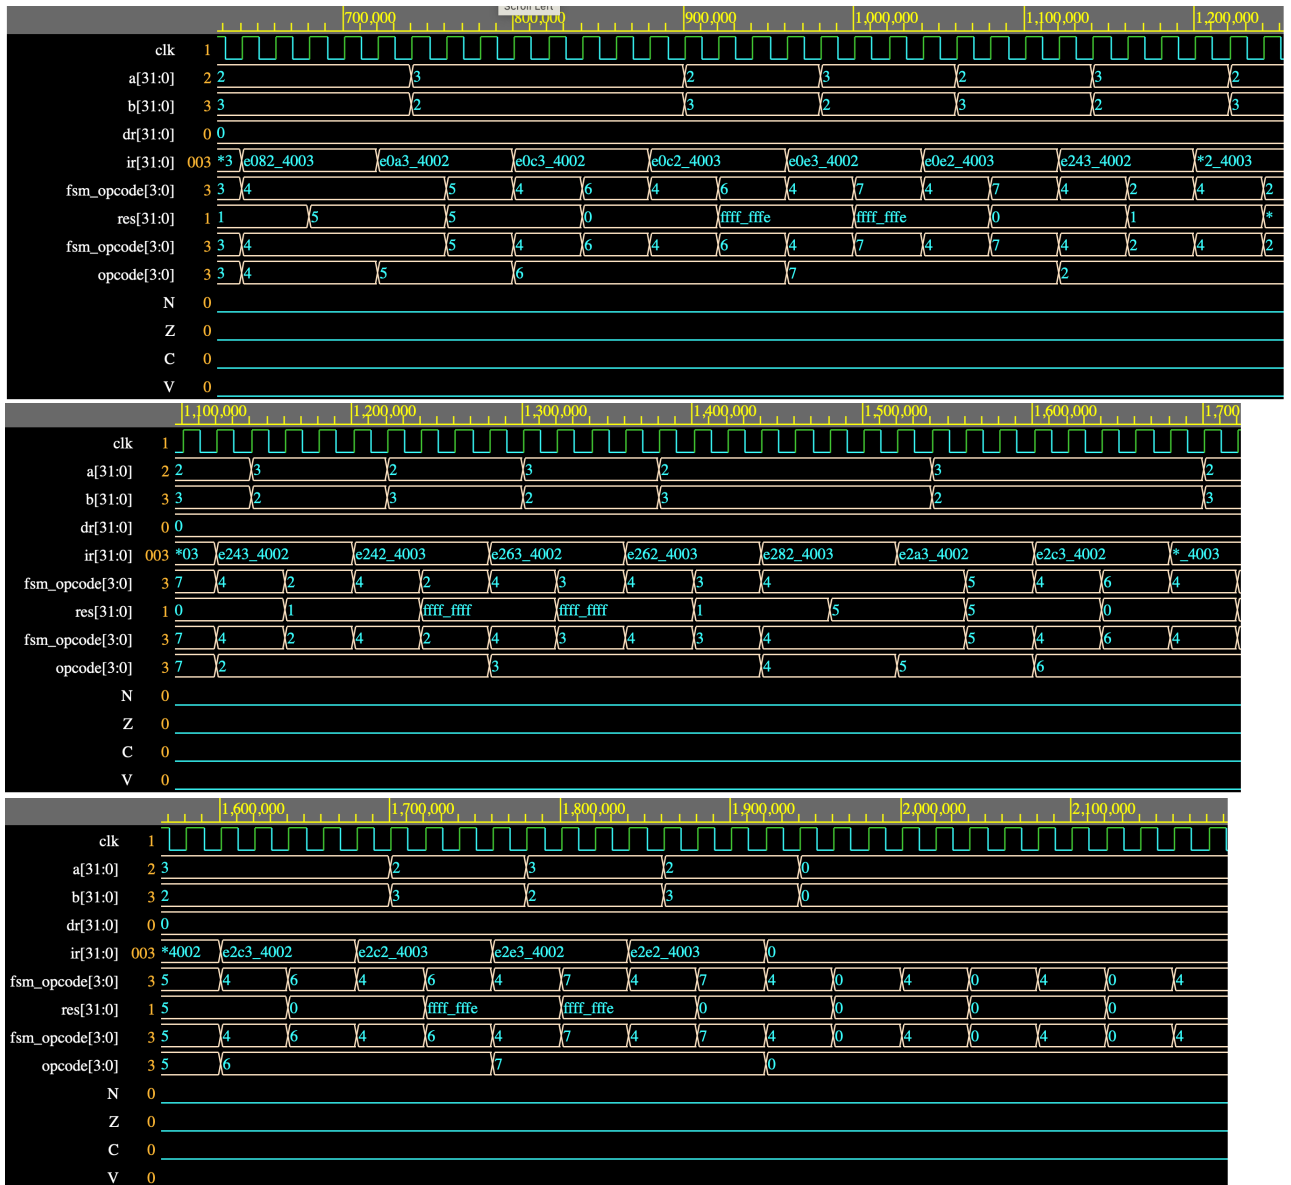 Scroll Left
700,000 800,000 900,000 1,000,000 1,100,000 1,200,000
clk 1
a[31:0] 2 2 3 2 3 2 3 2
b[31:0] 3 3 2 3 2 3 2 3
dr[31:0] 0 0
ir[31:0] 003 *3 e082_4003 e0a3_4002 e0c3_4002 e0c2_4003 e0e3_4002 e0e2_4003 e243_4002 *2_4003
fsm_opcode[3:0] 3 3 4 5 4 6 4 6 4 7 4 7 4 2 4 2
res[31:0] 1 1 5 5 0 ffff_fffe ffff_fffe 0 1 *
fsm_opcode[3:0] 3 3 4 5 4 6 4 6 4 7 4 7 4 2 4 2
opcode[3:0] 3 3 4 5 6 7 2
N 0
Z 0
C 0
V 0
1,100,000 1,200,000 1,300,000 1,400,000 1,500,000 1,600,000 1,700
clk 1
a[31:0] 2 2 3 2 3 2 3 2
b[31:0] 3 3 2 3 2 3 2 3
dr[31:0] 0 0
ir[31:0] 003 *03 e243_4002 e242_4003 e263_4002 e262_4003 e282_4003 e2a3_4002 e2c3_4002 *_4003
fsm_opcode[3:0] 3 7 4 2 4 2 4 3 4 3 4 5 4 6 4
res[31:0] 1 0 1 ffff_ffff ffff_ffff 1 5 5 0
fsm_opcode[3:0] 3 7 4 2 4 2 4 3 4 3 4 5 4 6 4
opcode[3:0] 3 7 2 3 4 5 6
N 0
Z 0
C 0
V 0
1,600,000 1,700,000 1,800,000 1,900,000 2,000,000 2,100,000
clk 1
a[31:0] 2 3 2 3 2 0
b[31:0] 3 2 3 2 3 0
dr[31:0] 0 0
ir[31:0] 003 *4002 e2c3_4002 e2c2_4003 e2e3_4002 e2e2_4003 0
fsm_opcode[3:0] 3 5 4 6 4 6 4 7 4 7 4 0 4 0 4 0 4
res[31:0] 1 5 0 ffff_fffe ffff_fffe 0 0 0 0
fsm_opcode[3:0] 3 5 4 6 4 6 4 7 4 7 4 0 4 0 4 0 4
opcode[3:0] 3 5 6 7 0
N 0
Z 0
C 0
V 0